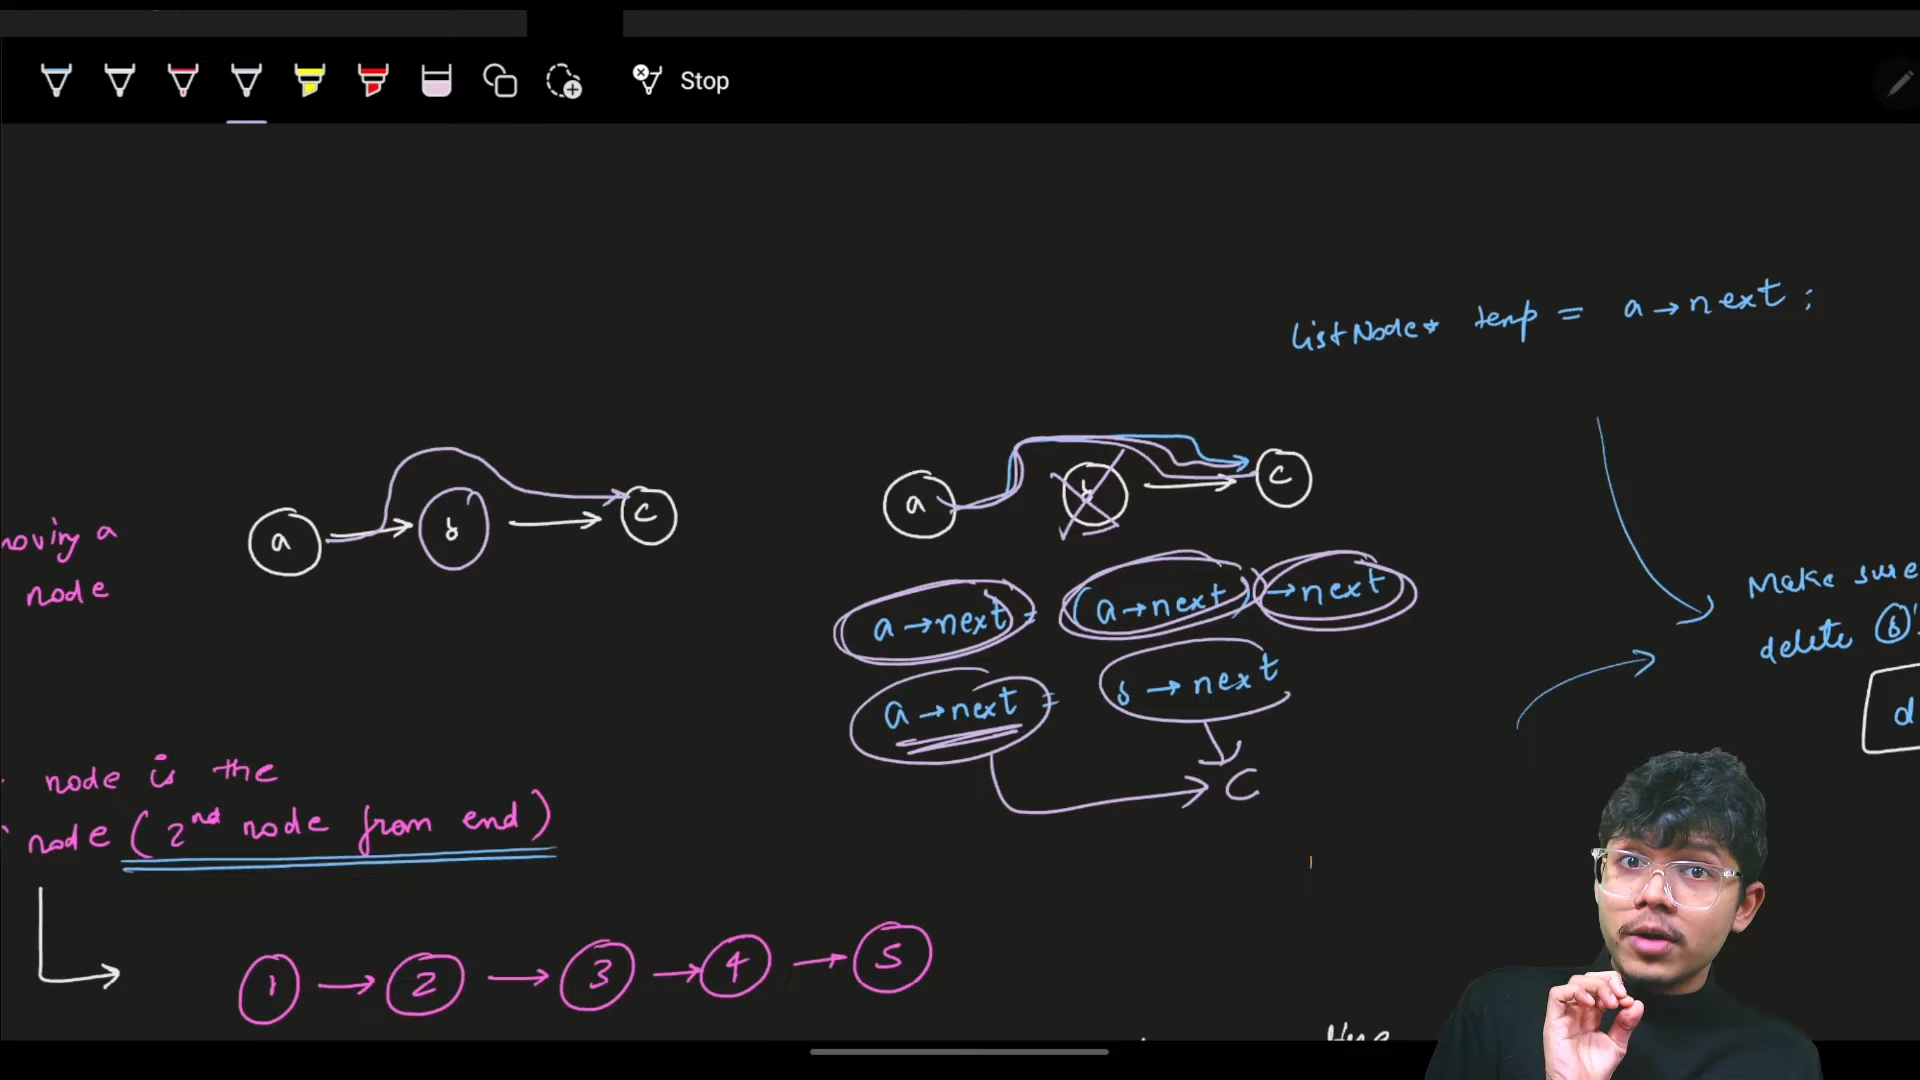 Stop
ListNode* temp = a→next;
a
b
c
a
b
c
moving a
node
a→next = (a→next)→next
a→next = b→next
C
Make sure
delete b's
d
node is the
node (2nd node from end)
1 → 2 → 3 → 4 → 5